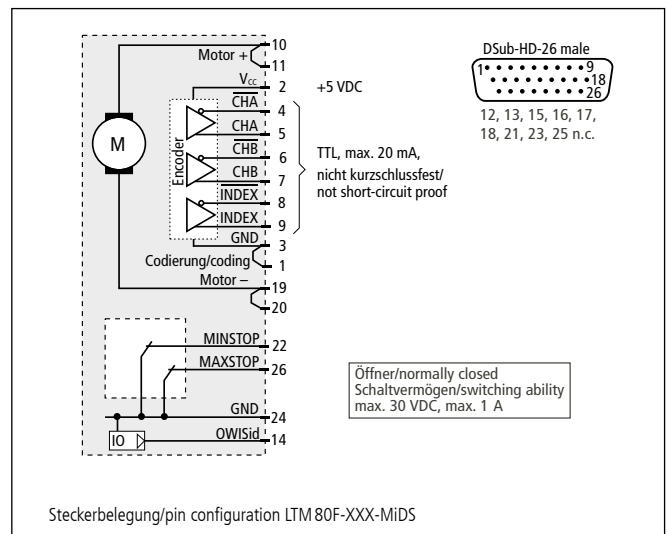 Motor +
10
11
V_CC
2
+5 VDC
C̅H̅A̅
4
CHA
5
C̅H̅B̅
6
CHB
7
I̅N̅D̅E̅X̅
8
INDEX
9
GND
3
Codierung/coding
1
Motor –
19
20
M
Encoder
TTL, max. 20 mA,
nicht kurzschlussfest/
not short-circuit proof
DSub-HD-26 male
1
9
18
26
12, 13, 15, 16, 17,
18, 21, 23, 25 n.c.
MINSTOP
22
MAXSTOP
26
GND
24
IO
OWISid
14
Öffner/normally closed
Schaltvermögen/switching ability
max. 30 VDC, max. 1 A
Steckerbelegung/pin configuration LTM 80F-XXX-MiDS